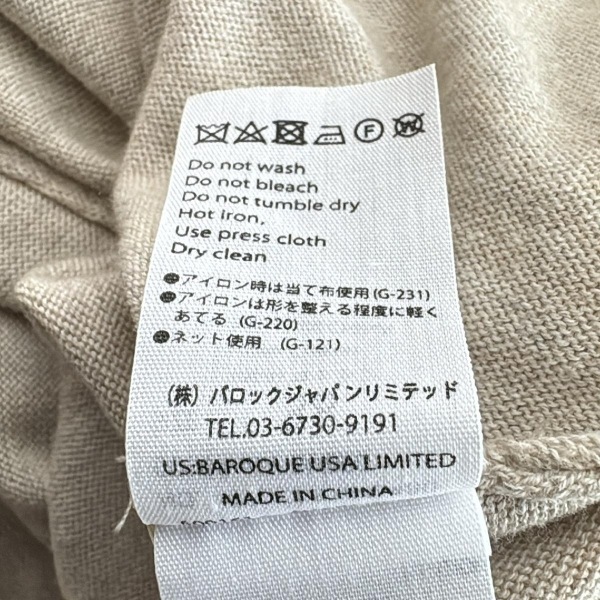 Do not wash
Do not bleach
Do not tumble dry
Hot iron,
Use press cloth
Dry clean
●アイロン時は当て布使用(G-231)
●アイロンは形を整える程度に軽く
あてる (G-220)
●ネット使用 (G-121)
(株) バロックジャパンリミテッド
TEL.03-6730-9191
US:BAROQUE USA LIMITED
MADE IN CHINA